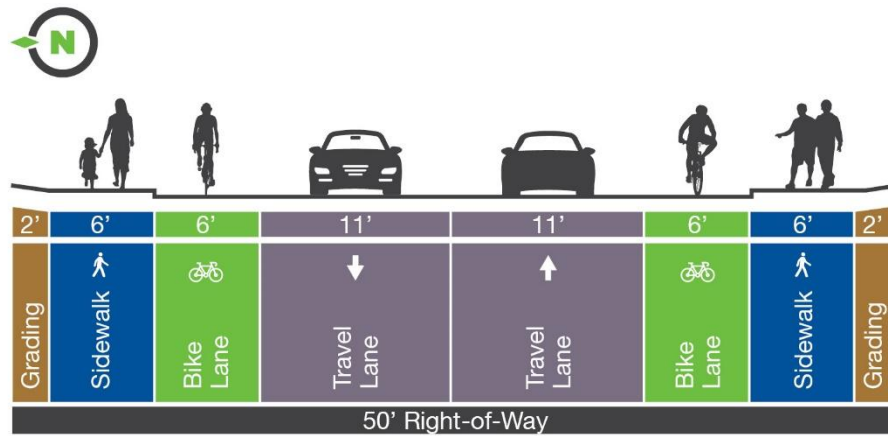 N
2’ 6’ 6’ 11’ 11’ 6’ 6’ 2’
Grading
Sidewalk
Bike
Lane
Travel
Lane
Travel
Lane
Bike
Lane
Sidewalk
Grading
50’ Right-of-Way